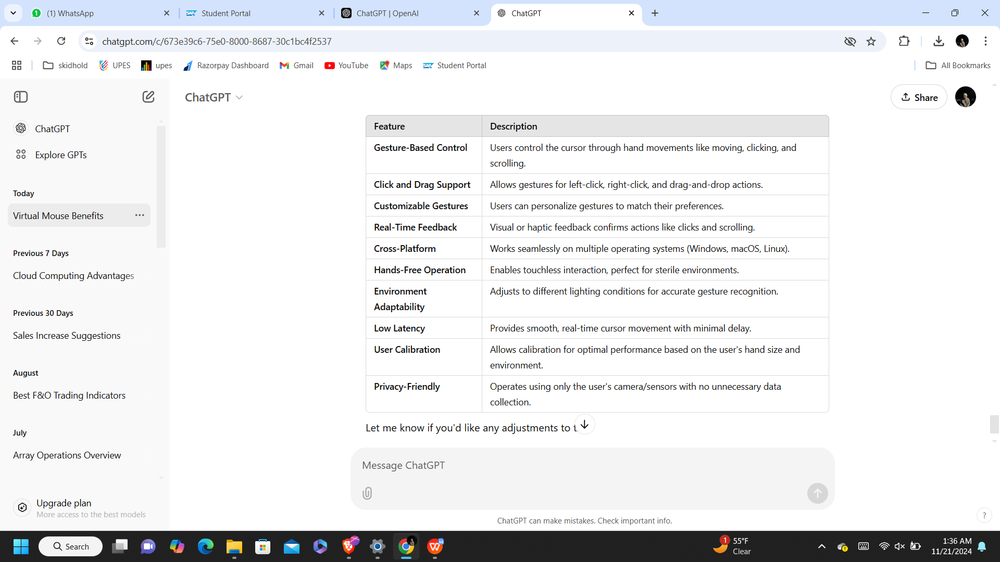 (1) WhatsApp
Student Portal
ChatGPT | OpenAI
ChatGPT
chatgpt.com/c/673e39c6-75e0-8000-8687-30c1bc4f2537
skidhold
UPES
upes
Razorpay Dashboard
Gmail
YouTube
Maps
Student Portal
All Bookmarks
ChatGPT
Share
ChatGPT
Explore GPTs
Today
Virtual Mouse Benefits
Previous 7 Days
Cloud Computing Advantages
Previous 30 Days
Sales Increase Suggestions
August
Best F&O Trading Indicators
July
Array Operations Overview
Upgrade plan
More access to the best models
Feature Description
Gesture-Based Control Users control the cursor through hand movements like moving, clicking, and
scrolling.
Click and Drag Support Allows gestures for left-click, right-click, and drag-and-drop actions.
Customizable Gestures Users can personalize gestures to match their preferences.
Real-Time Feedback Visual or haptic feedback confirms actions like clicks and scrolling.
Cross-Platform Works seamlessly on multiple operating systems (Windows, macOS, Linux).
Hands-Free Operation Enables touchless interaction, perfect for sterile environments.
Environment Adjusts to different lighting conditions for accurate gesture recognition.
Adaptability
Low Latency Provides smooth, real-time cursor movement with minimal delay.
User Calibration Allows calibration for optimal performance based on the user's hand size and
environment.
Privacy-Friendly Operates using only the user's camera/sensors with no unnecessary data
collection.
Let me know if you'd like any adjustments to
Message ChatGPT
ChatGPT can make mistakes. Check important info.
?
Search
1
55°F
Clear
1:36 AM
11/21/2024